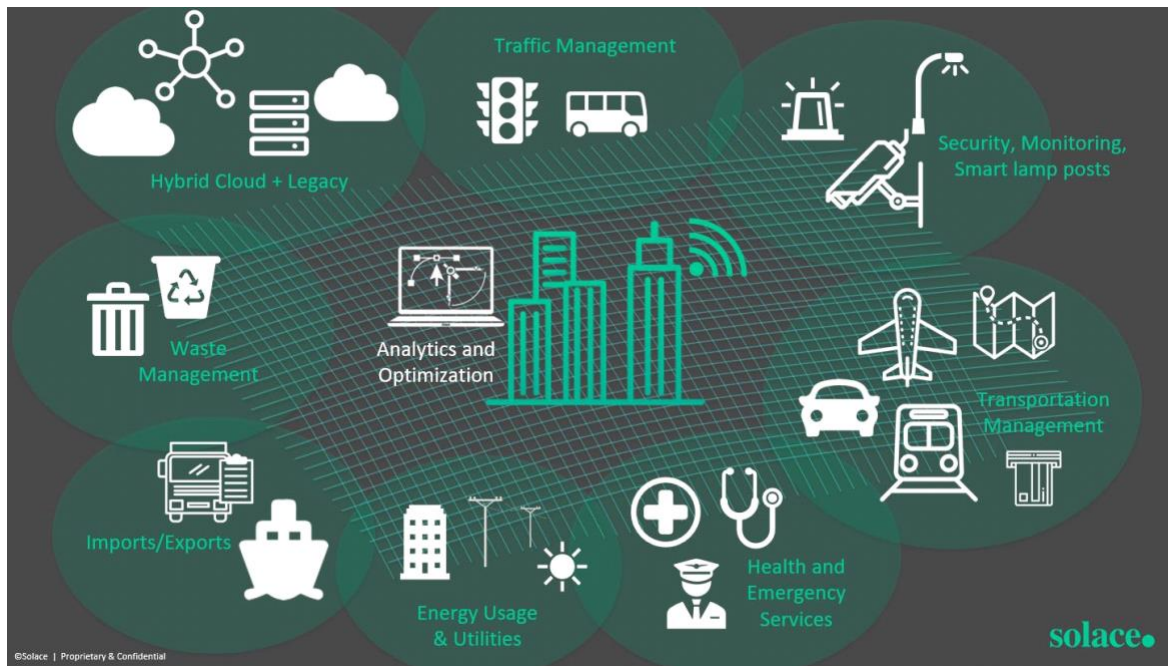 Traffic Management
Hybrid Cloud + Legacy
Security, Monitoring,
Smart lamp posts
Waste
Management
Analytics and
Optimization
Transportation
Management
Imports/Exports
Energy Usage
& Utilities
Health and
Emergency
Services
solace.
©Solace | Proprietary & Confidential